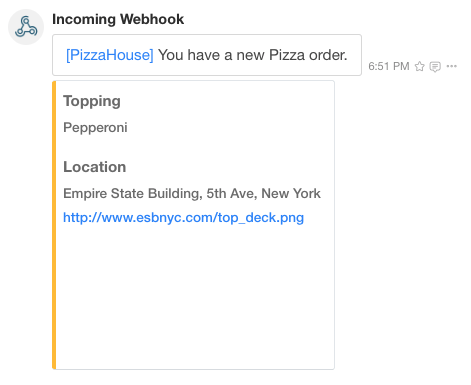 Incoming Webhook
[PizzaHouse] You have a new Pizza order.
6:51 PM
Topping
Pepperoni
Location
Empire State Building, 5th Ave, New York
http://www.esbnyc.com/top_deck.png